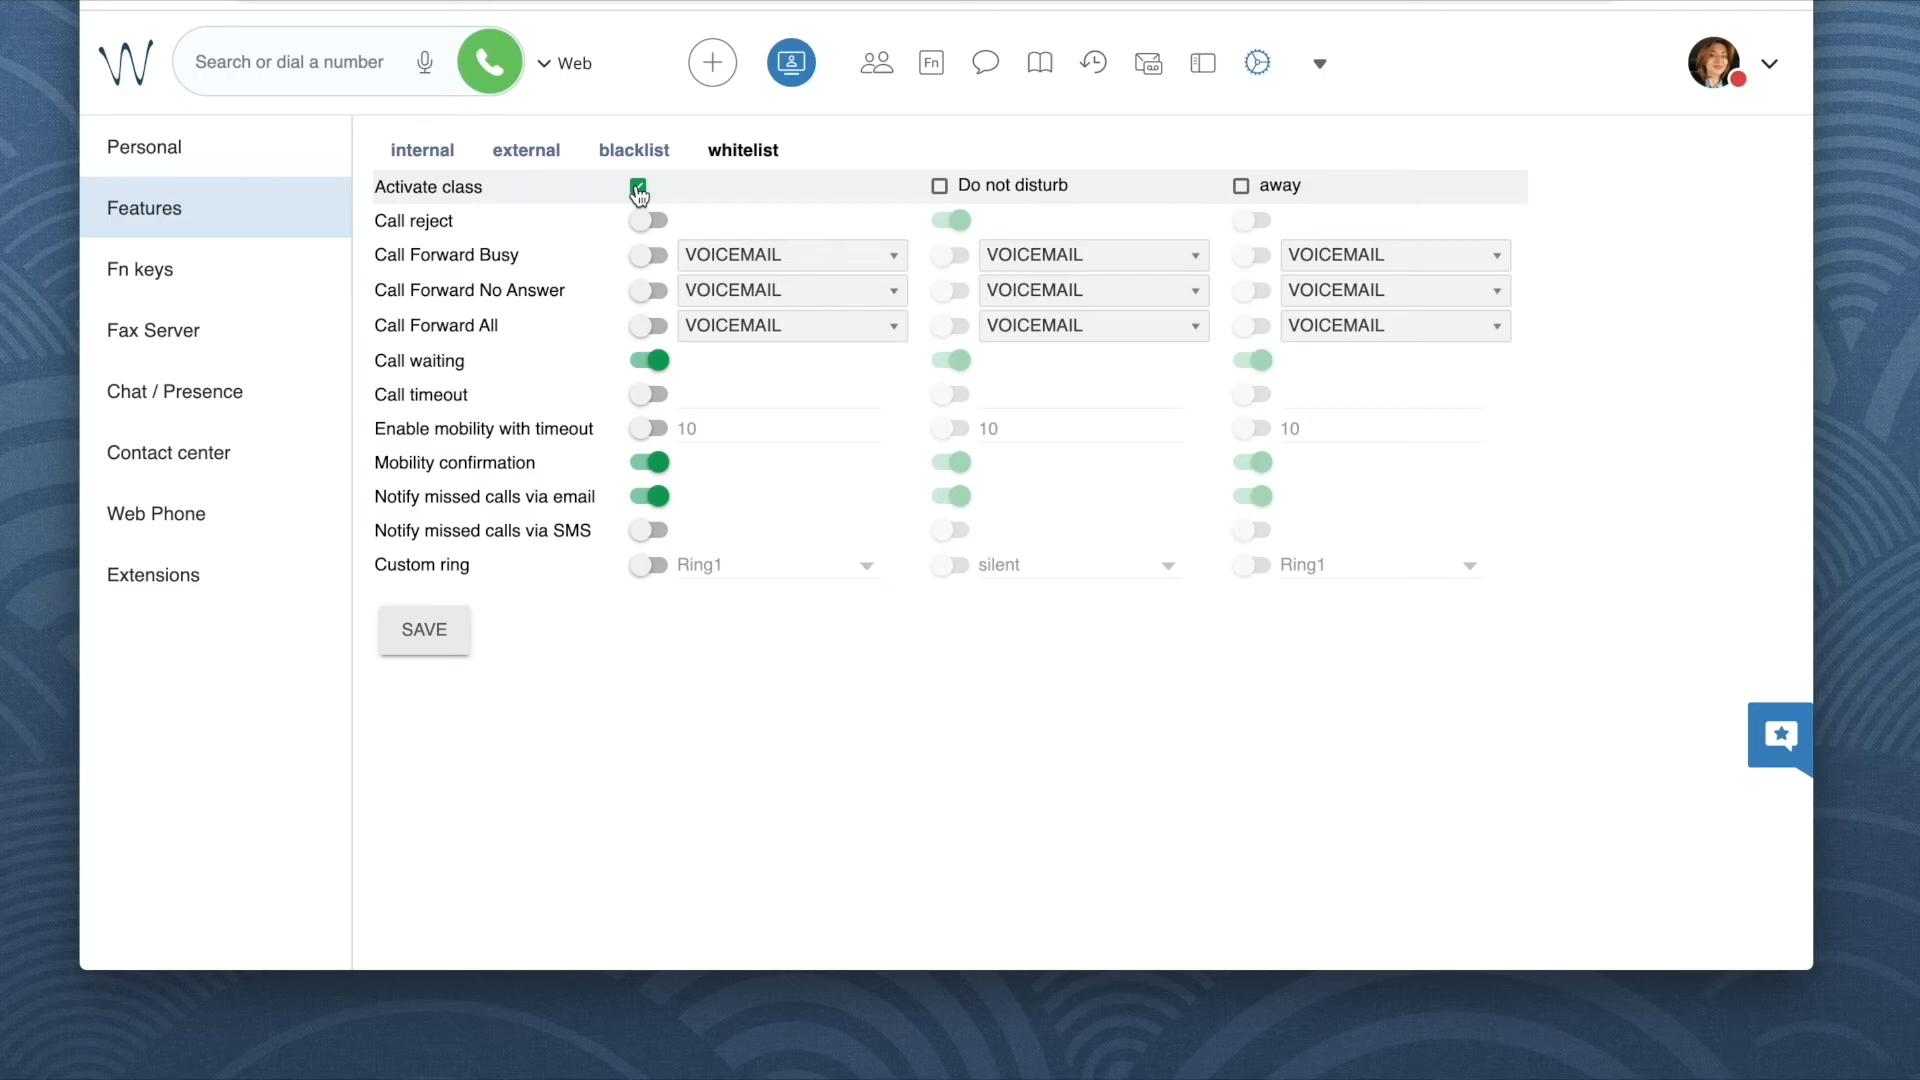 Search or dial a number
Web
Fn
Personal
Features
Fn keys
Fax Server
Chat / Presence
Contact center
Web Phone
Extensions
internal external blacklist whitelist
Activate class Do not disturb away
Call reject
Call Forward Busy VOICEMAIL VOICEMAIL VOICEMAIL
Call Forward No Answer VOICEMAIL VOICEMAIL VOICEMAIL
Call Forward All VOICEMAIL VOICEMAIL VOICEMAIL
Call waiting
Call timeout
Enable mobility with timeout 10 10 10
Mobility confirmation
Notify missed calls via email
Notify missed calls via SMS
Custom ring Ring1 silent Ring1
SAVE